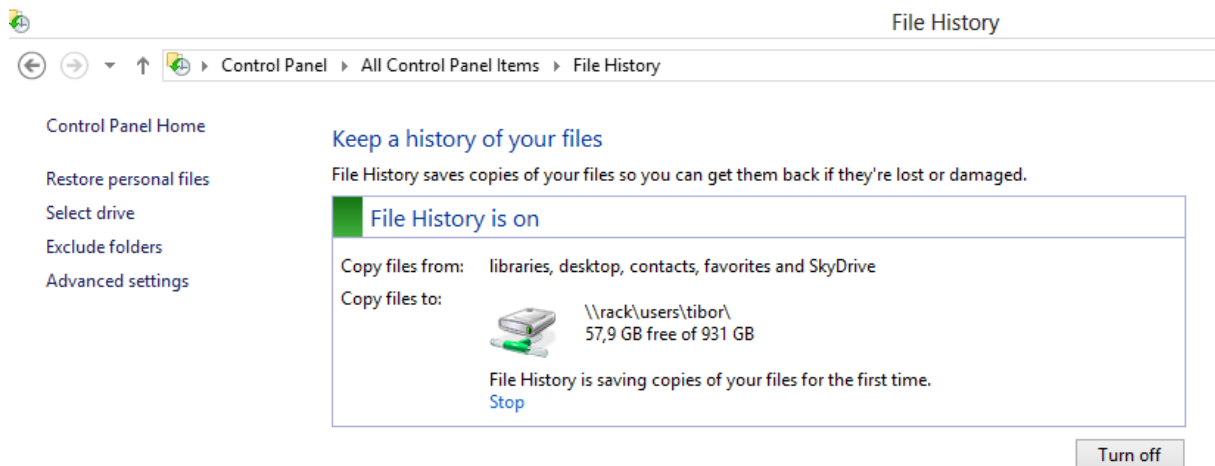 File History
Control Panel All Control Panel Items File History
Control Panel Home
Restore personal files
Select drive
Exclude folders
Advanced settings
Keep a history of your files
File History saves copies of your files so you can get them back if they're lost or damaged.
File History is on
Copy files from: libraries, desktop, contacts, favorites and SkyDrive
Copy files to:
\\rack\users\tibor\
57,9 GB free of 931 GB
File History is saving copies of your files for the first time.
Stop
Turn off